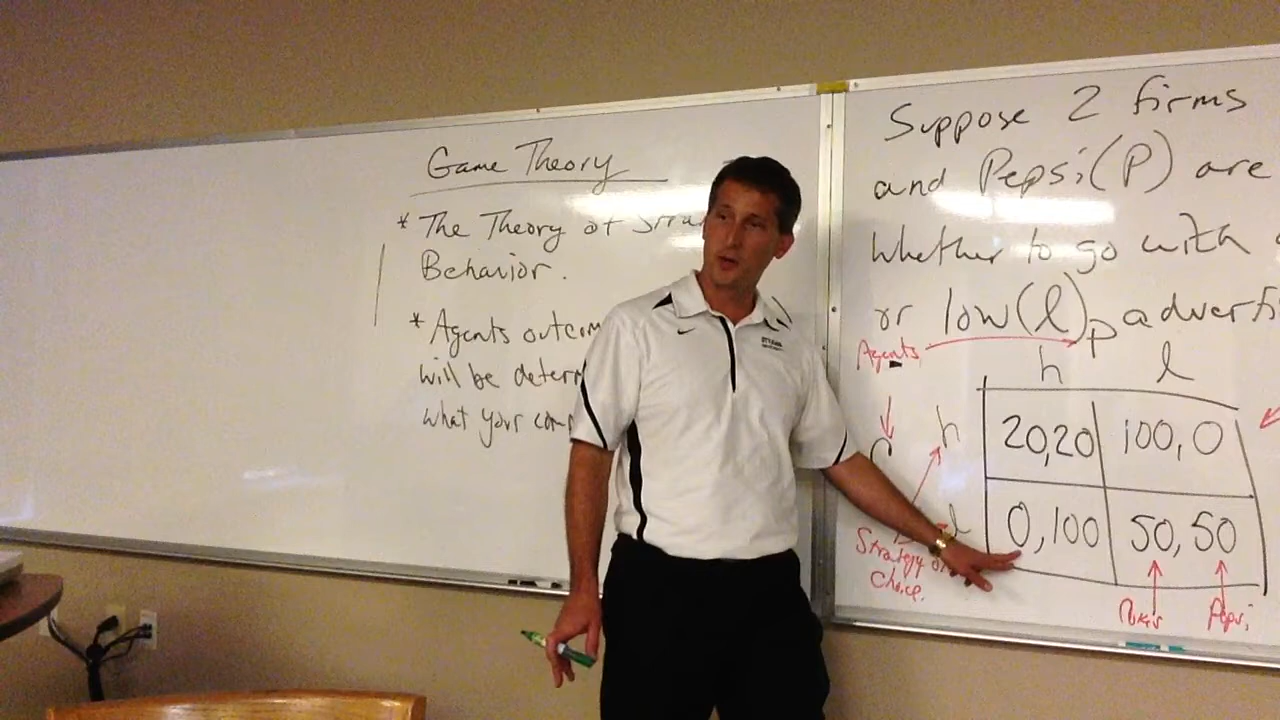 Game Theory
* The Theory of Stra
Behavior.
* Agents outcom
will be deter
what your com
Suppose 2 firms
and Pepsi (P) are
whether to go with
or low (l) adverti
Agents
P
h l
C h 20,20 100,0
l 0,100 50,50
Strategy or
choice.
Pepsi